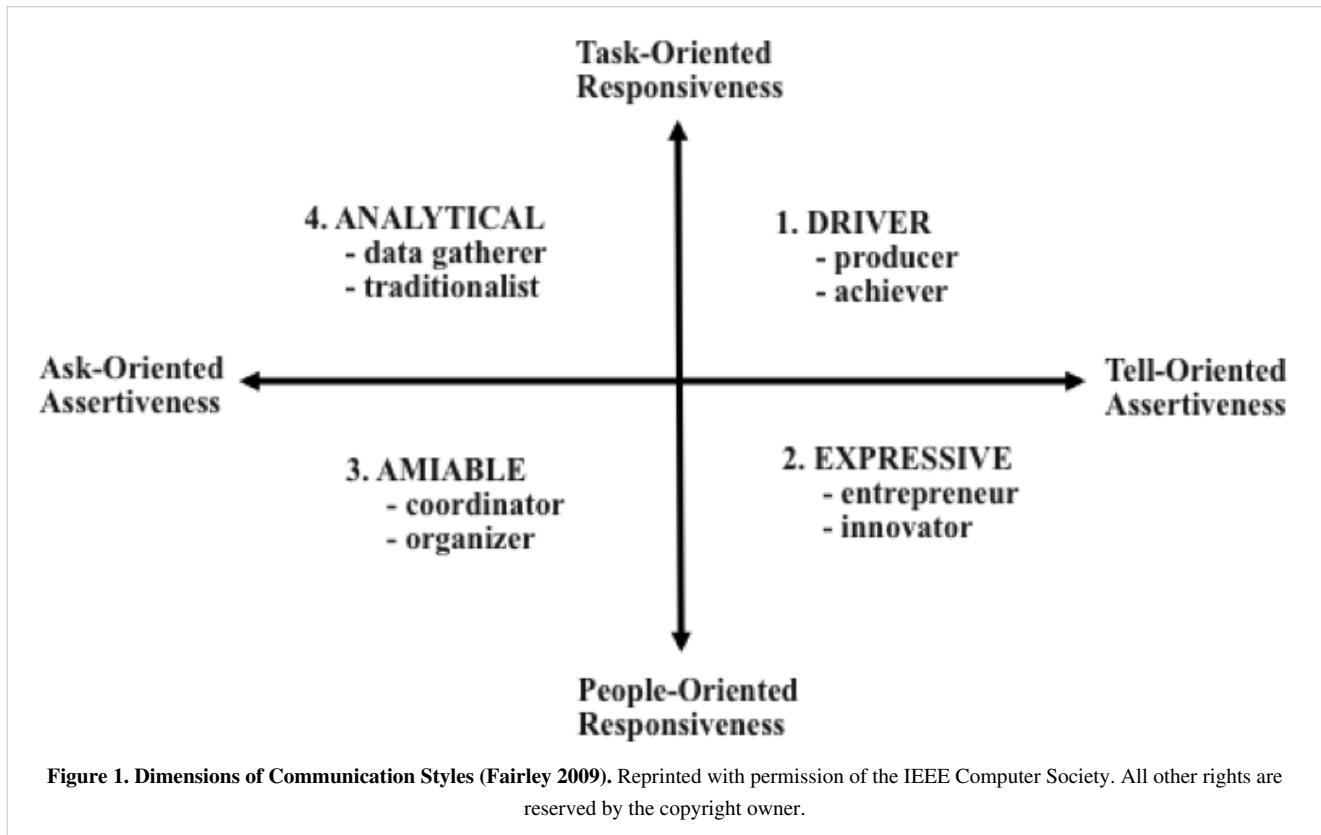 Task-Oriented
Responsiveness
4. ANALYTICAL
- data gatherer
- traditionalist
1. DRIVER
- producer
- achiever
Ask-Oriented
Assertiveness
Tell-Oriented
Assertiveness
3. AMIABLE
- coordinator
- organizer
2. EXPRESSIVE
- entrepreneur
- innovator
People-Oriented
Responsiveness
Figure 1. Dimensions of Communication Styles (Fairley 2009). Reprinted with permission of the IEEE Computer Society. All other rights are
reserved by the copyright owner.